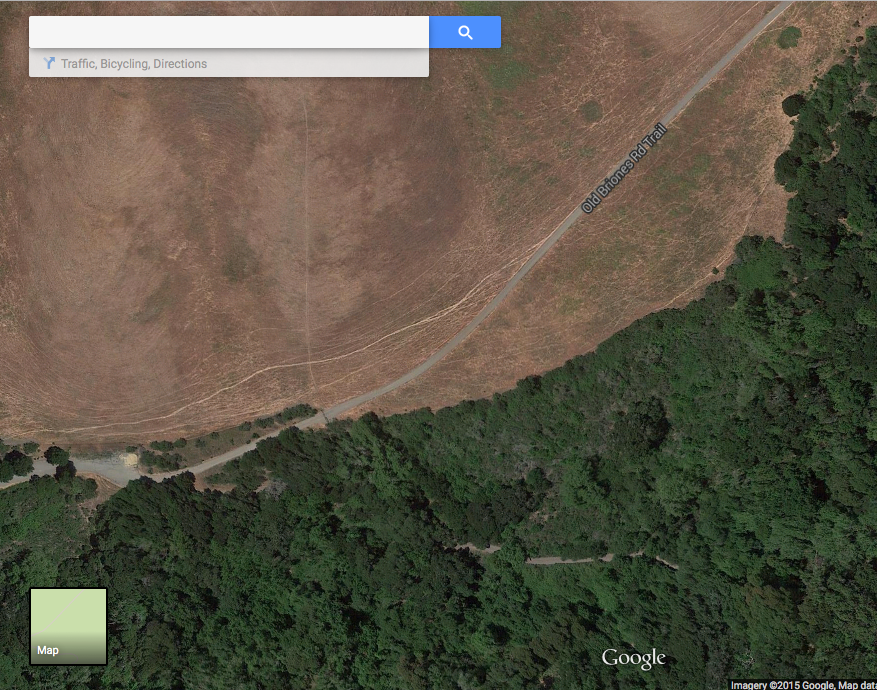 Traffic, Bicycling, Directions
Old Briones Rd Trail
Map
Google
Imagery ©2015 Google, Map data